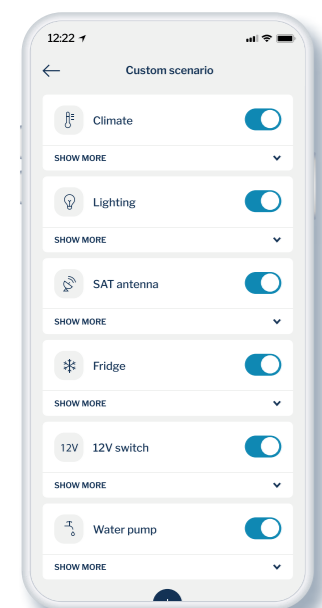 12:22
Custom scenario
Climate
SHOW MORE
Lighting
SHOW MORE
SAT antenna
SHOW MORE
Fridge
SHOW MORE
12V 12V switch
SHOW MORE
Water pump
SHOW MORE